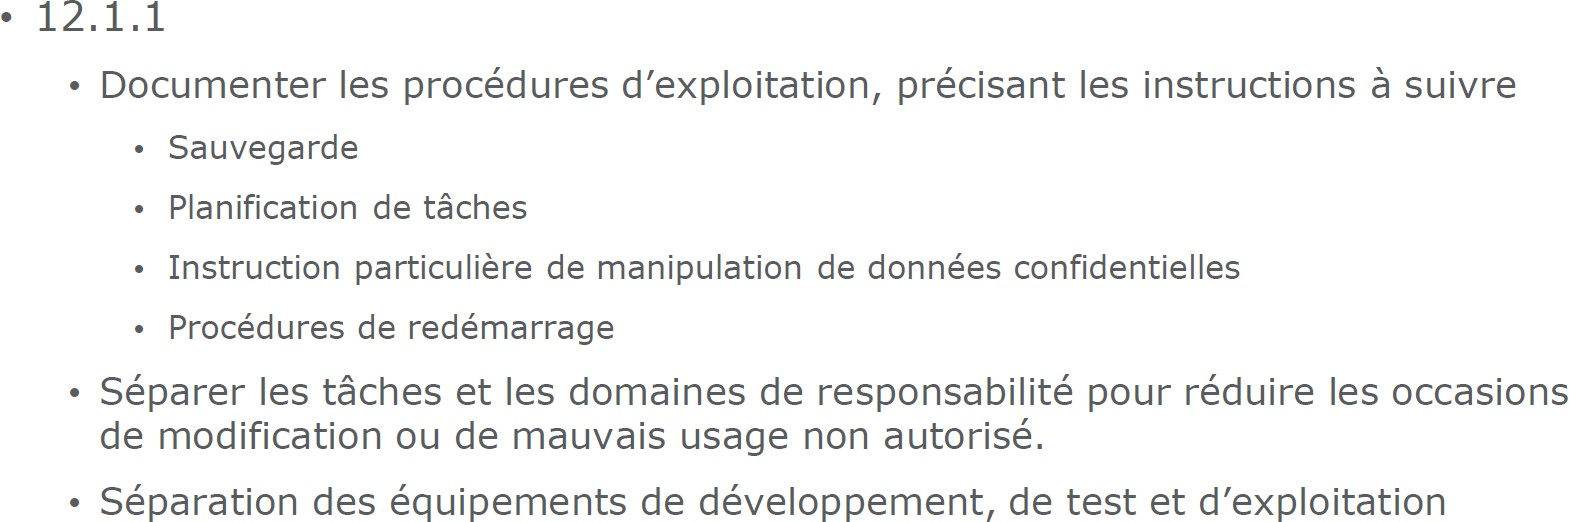 • 12.1.1
• Documenter les procédures d’exploitation, précisant les instructions à suivre
• Sauvegarde
• Planification de tâches
• Instruction particulière de manipulation de données confidentielles
• Procédures de redémarrage
• Séparer les tâches et les domaines de responsabilité pour réduire les occasions
de modification ou de mauvais usage non autorisé.
• Séparation des équipements de développement, de test et d’exploitation